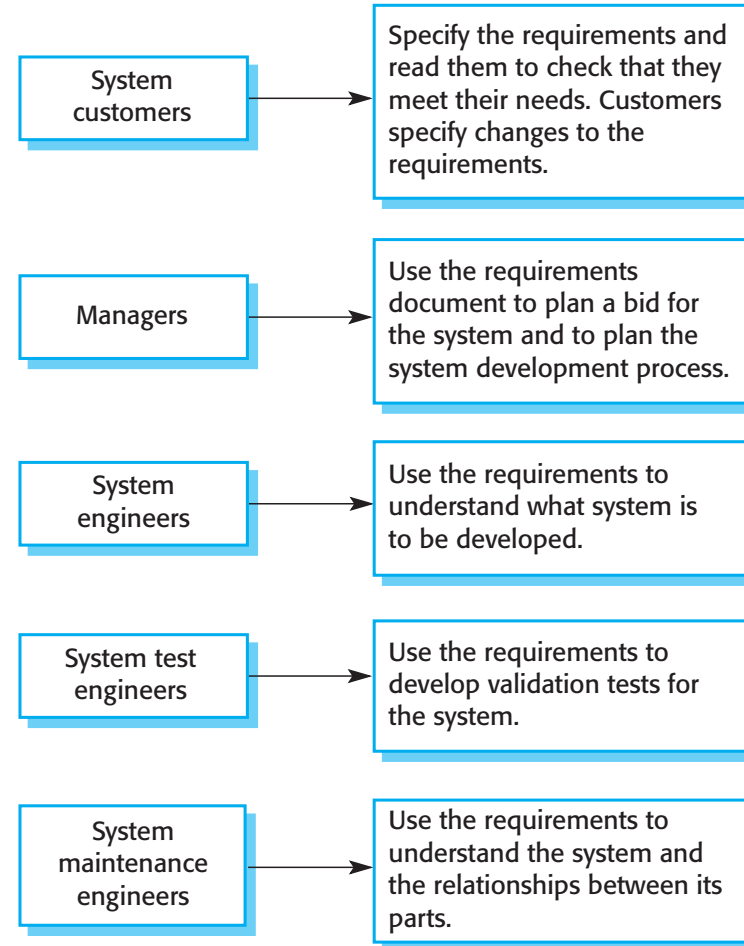 System
customers
Specify the requirements and
read them to check that they
meet their needs. Customers
specify changes to the
requirements.
Managers
Use the requirements
document to plan a bid for
the system and to plan the
system development process.
System
engineers
Use the requirements to
understand what system is
to be developed.
System test
engineers
Use the requirements to
develop validation tests for
the system.
System
maintenance
engineers
Use the requirements to
understand the system and
the relationships between its
parts.